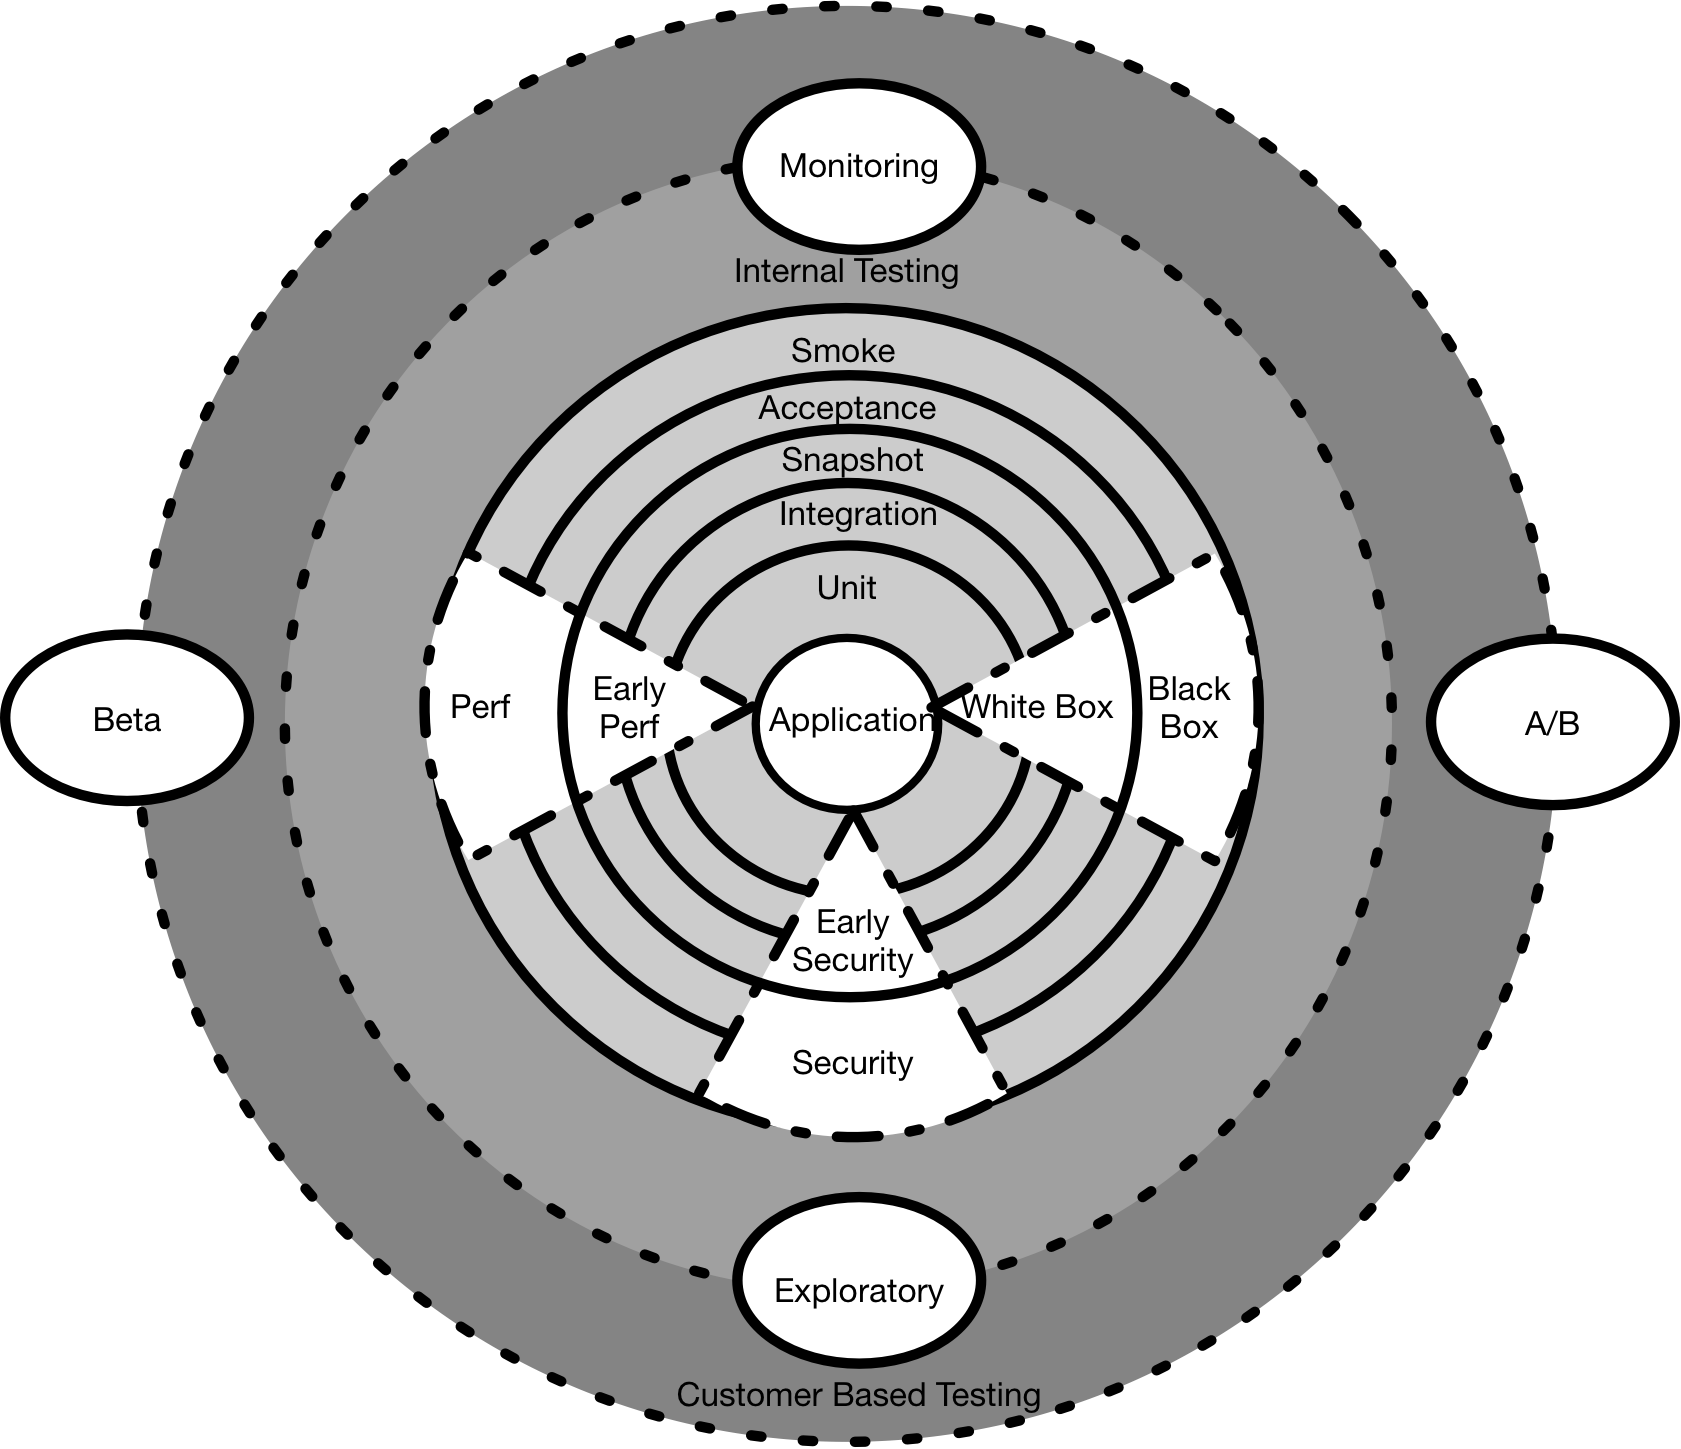 Monitoring
Internal Testing
Smoke
Acceptance
Snapshot
Integration
Unit
Beta
Perf
Early
Perf
Application
White Box
Black
Box
A/B
Early
Security
Security
Exploratory
Customer Based Testing